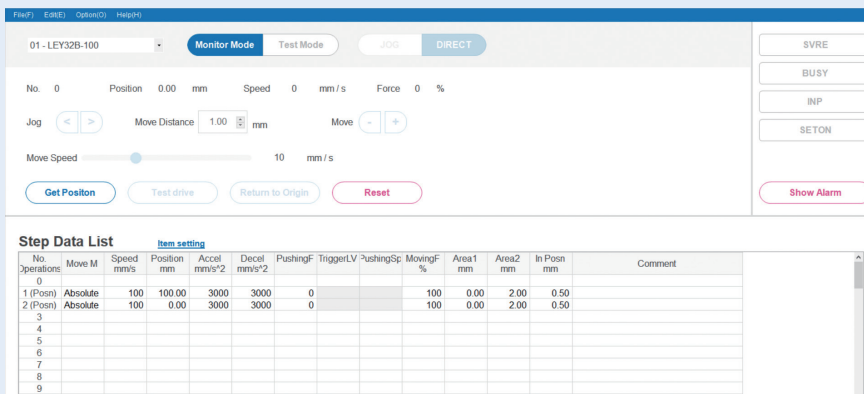 File(F) Edit(E) Option(O) Help(H)
01 - LEY32B-100 Monitor Mode Test Mode JOG DIRECT SVRE
BUSY
No. 0 Position 0.00 mm Speed 0 mm / s Force 0 %
INP
Jog < > Move Distance 1.00 mm Move - +
SETON
Move Speed 10 mm / s
Get Positon Test drive Return to Origin Reset Show Alarm
Step Data List Item setting
No. Move M Speed Position Accel Decel PushingF TriggerLV PushingSp MovingF Area1 Area2 In Posn Comment
Operations mm/s mm mm/s^2 mm/s^2 % mm mm mm
0
1 (Posn) Absolute 100 100.00 3000 3000 0 100 0.00 2.00 0.50
2 (Posn) Absolute 100 0.00 3000 3000 0 100 0.00 2.00 0.50
3
4
5
6
7
8
9